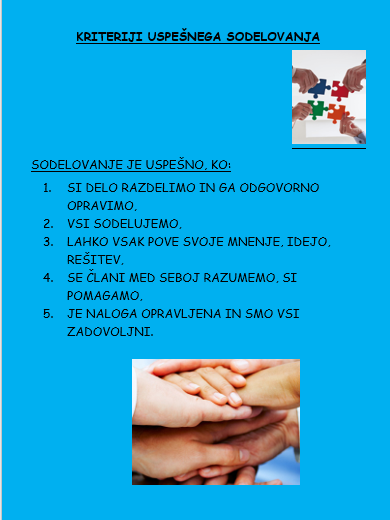 KRITERIJI USPEŠNEGA SODELOVANJA
SODELOVANJE JE USPEŠNO, KO:
1. SI DELO RAZDELIMO IN GA ODGOVORNO
OPRAVIMO,
2. VSI SODELUJEMO,
3. LAHKO VSAK POVE SVOJE MNENJE, IDEJO,
REŠITEV,
4. SE ČLANI MED SEBOJ RAZUMEMO, SI
POMAGAMO,
5. JE NALOGA OPRAVLJENA IN SMO VSI
ZADOVOLJNI.